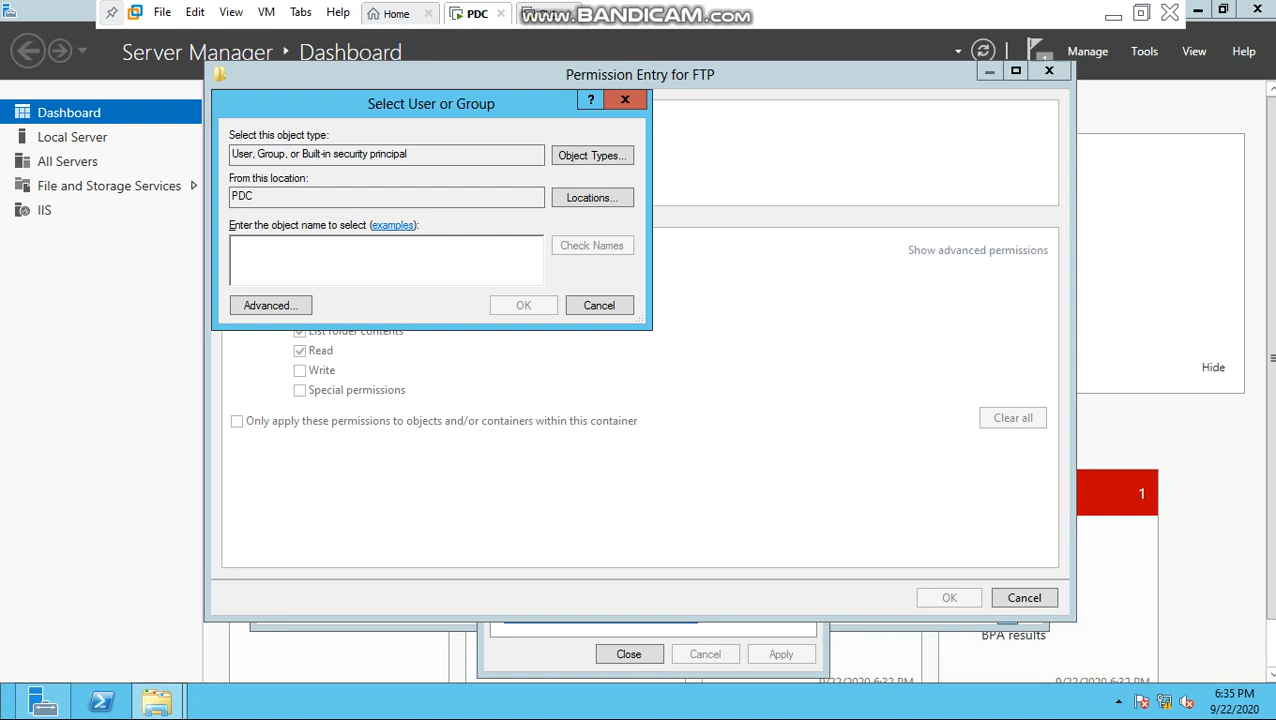 File Edit View VM Tabs Help Home PDC
www.BANDICAM.com
Server Manager Dashboard
Manage Tools View Help
Permission Entry for FTP
Select User or Group
Dashboard
Local Server
All Servers
File and Storage Services
IIS
Select this object type:
User, Group, or Built-in security principal
Object Types...
From this location:
PDC
Locations...
Enter the object name to select (examples):
Check Names
Advanced...
OK
Cancel
Show advanced permissions
List folder contents
Read
Write
Special permissions
Only apply these permissions to objects and/or containers within this container
Clear all
Hide
1
OK
Cancel
BPA results
Close
Cancel
Apply
9/22/2020 6:32 PM
9/22/2020 6:32 PM
6:35 PM
9/22/2020